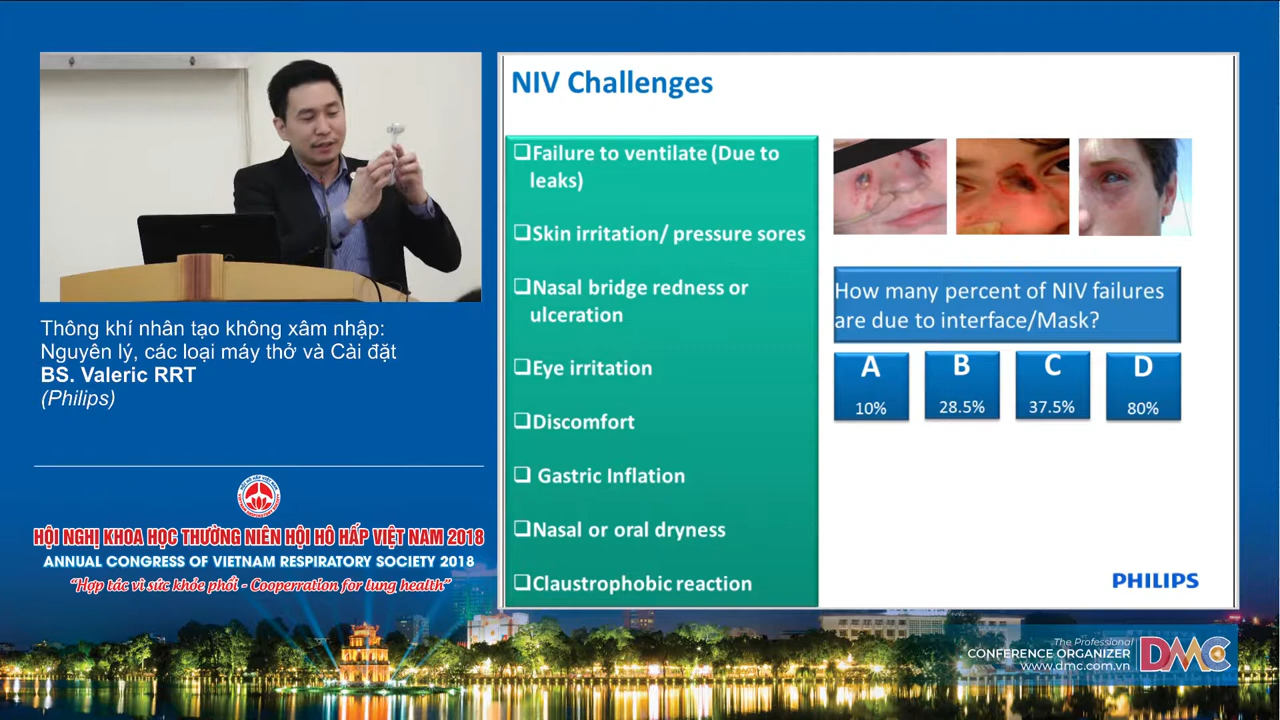 Thông khí nhân tạo không xâm nhập:
Nguyên lý, các loại máy thở và Cài đặt
BS. Valeric RRT
(Philips)
HỘI HÔ HẤP VIỆT NAM
HỘI NGHỊ KHOA HỌC THƯỜNG NIÊN HỘI HÔ HẤP VIỆT NAM 2018
ANNUAL CONGRESS OF VIETNAM RESPIRATORY SOCIETY 2018
“Hợp tác vì sức khỏe phổi - Cooperration for lung health”
NIV Challenges
❑Failure to ventilate (Due to
leaks)
❑Skin irritation/ pressure sores
❑Nasal bridge redness or
ulceration
❑Eye irritation
❑Discomfort
❑ Gastric Inflation
❑Nasal or oral dryness
❑Claustrophobic reaction
How many percent of NIV failures
are due to interface/Mask?
A B C D
10% 28.5% 37.5% 80%
PHILIPS
The Professional
CONFERENCE ORGANIZER
www.dmc.com.vn
DMC